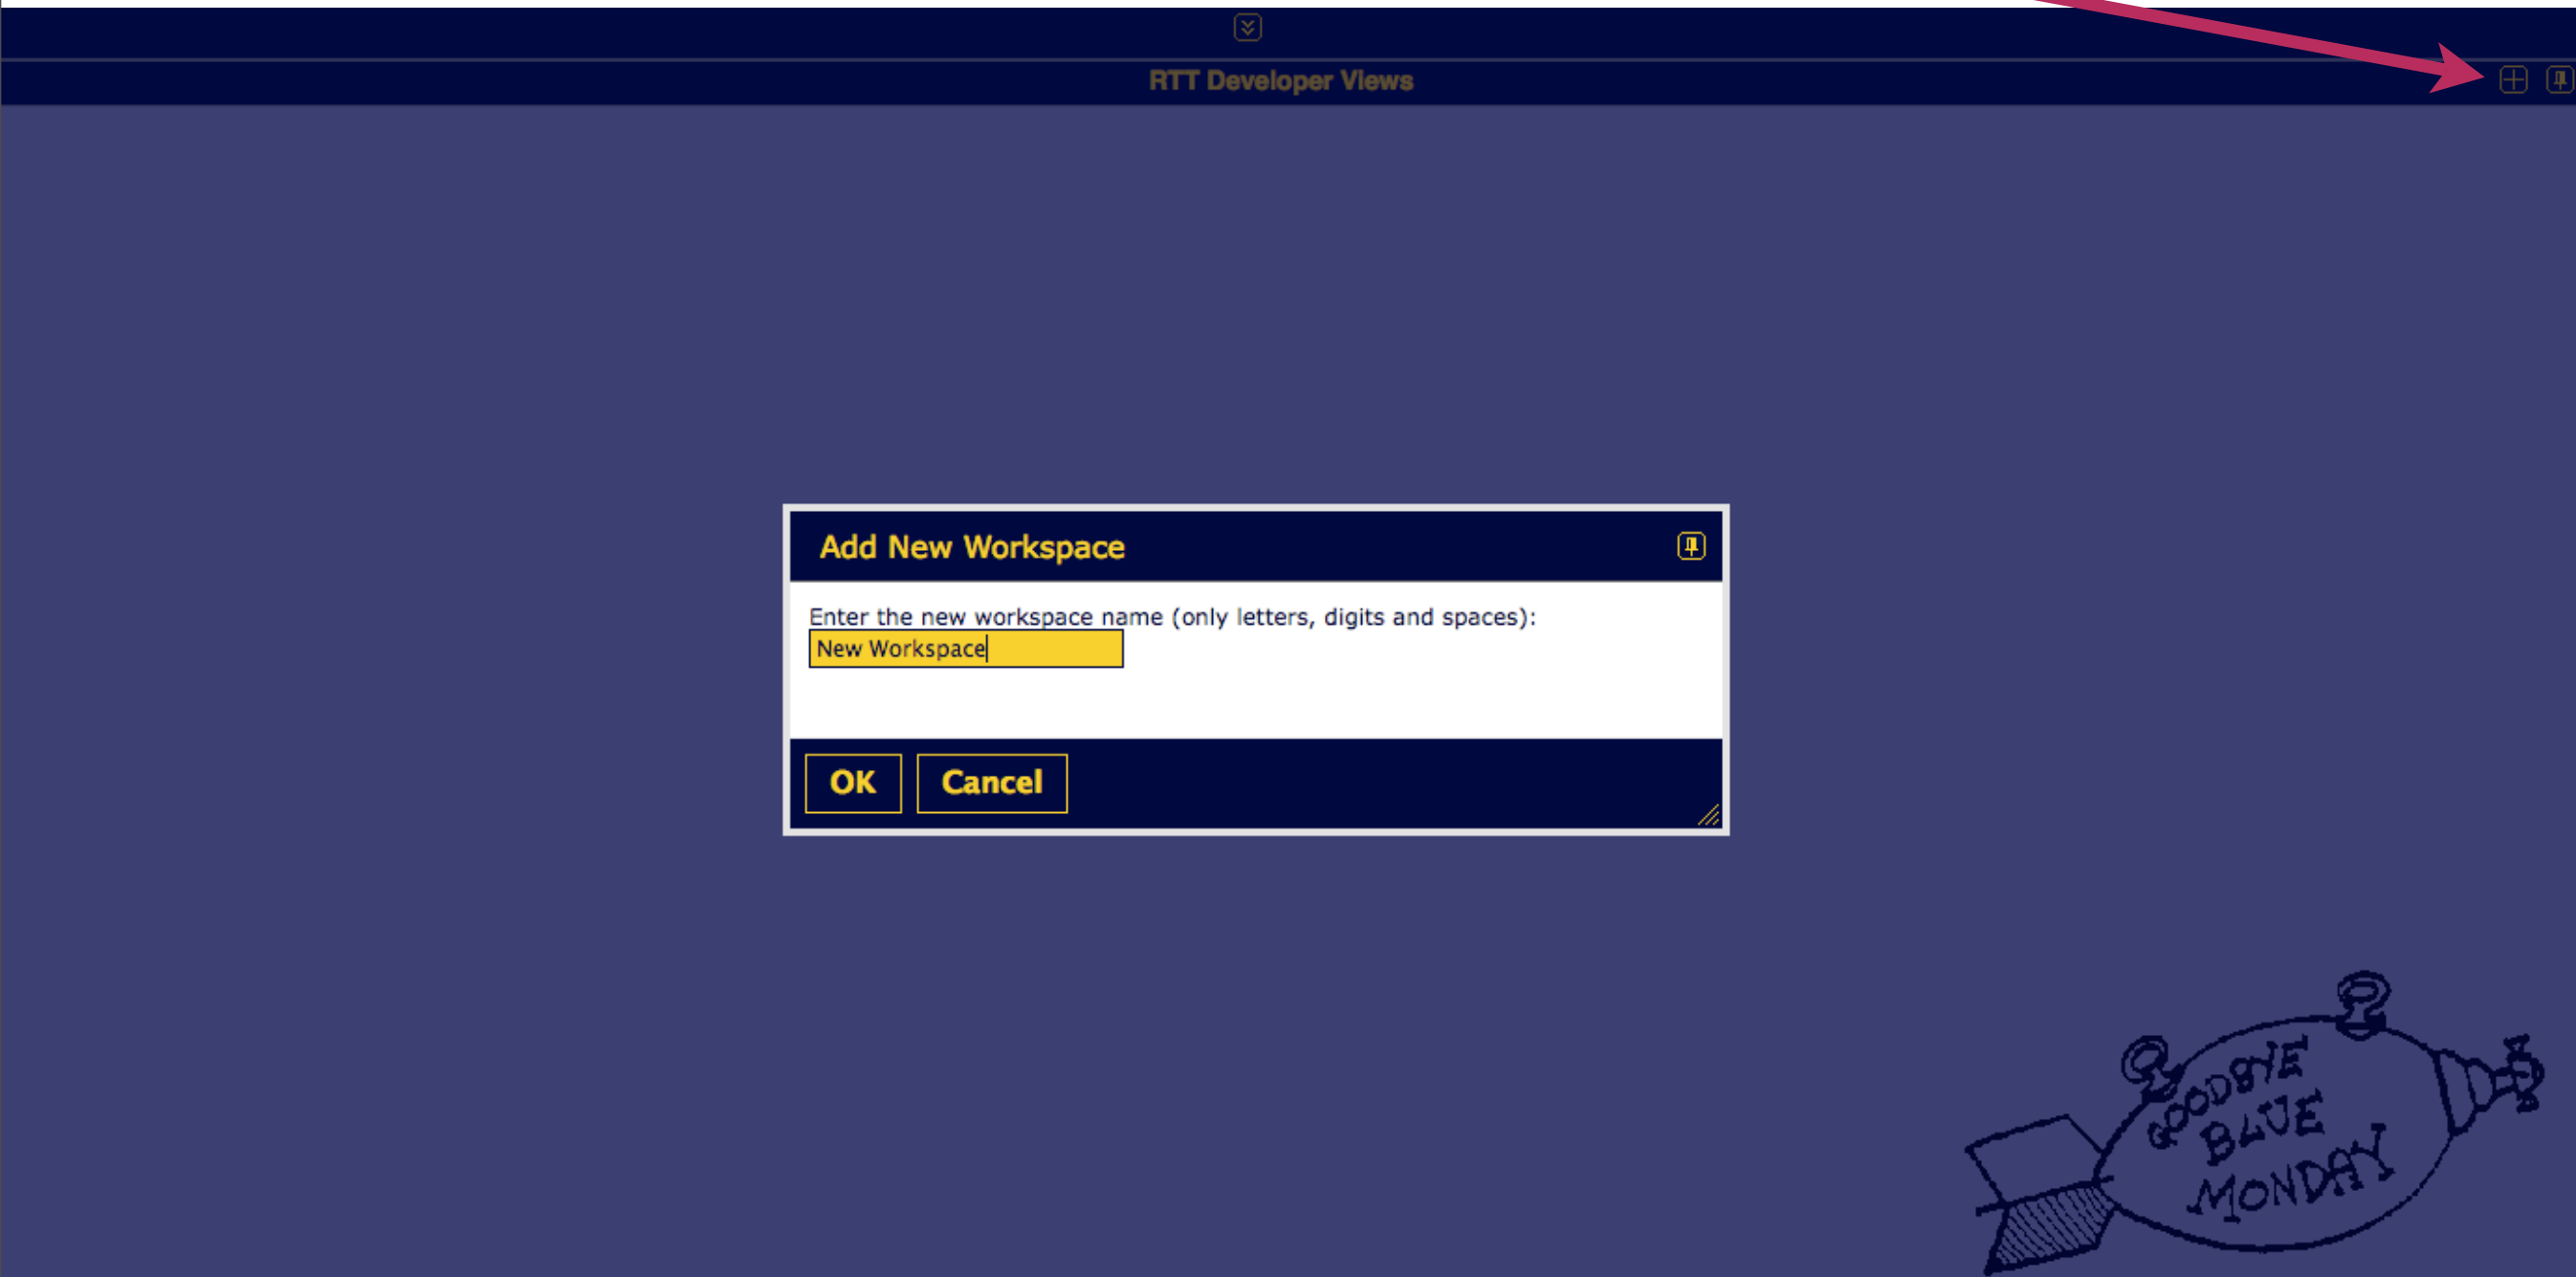 RTT Developer Views
Add New Workspace
Enter the new workspace name (only letters, digits and spaces):
New Workspace
OK Cancel
GOODBYE
BLUE
MONDAY